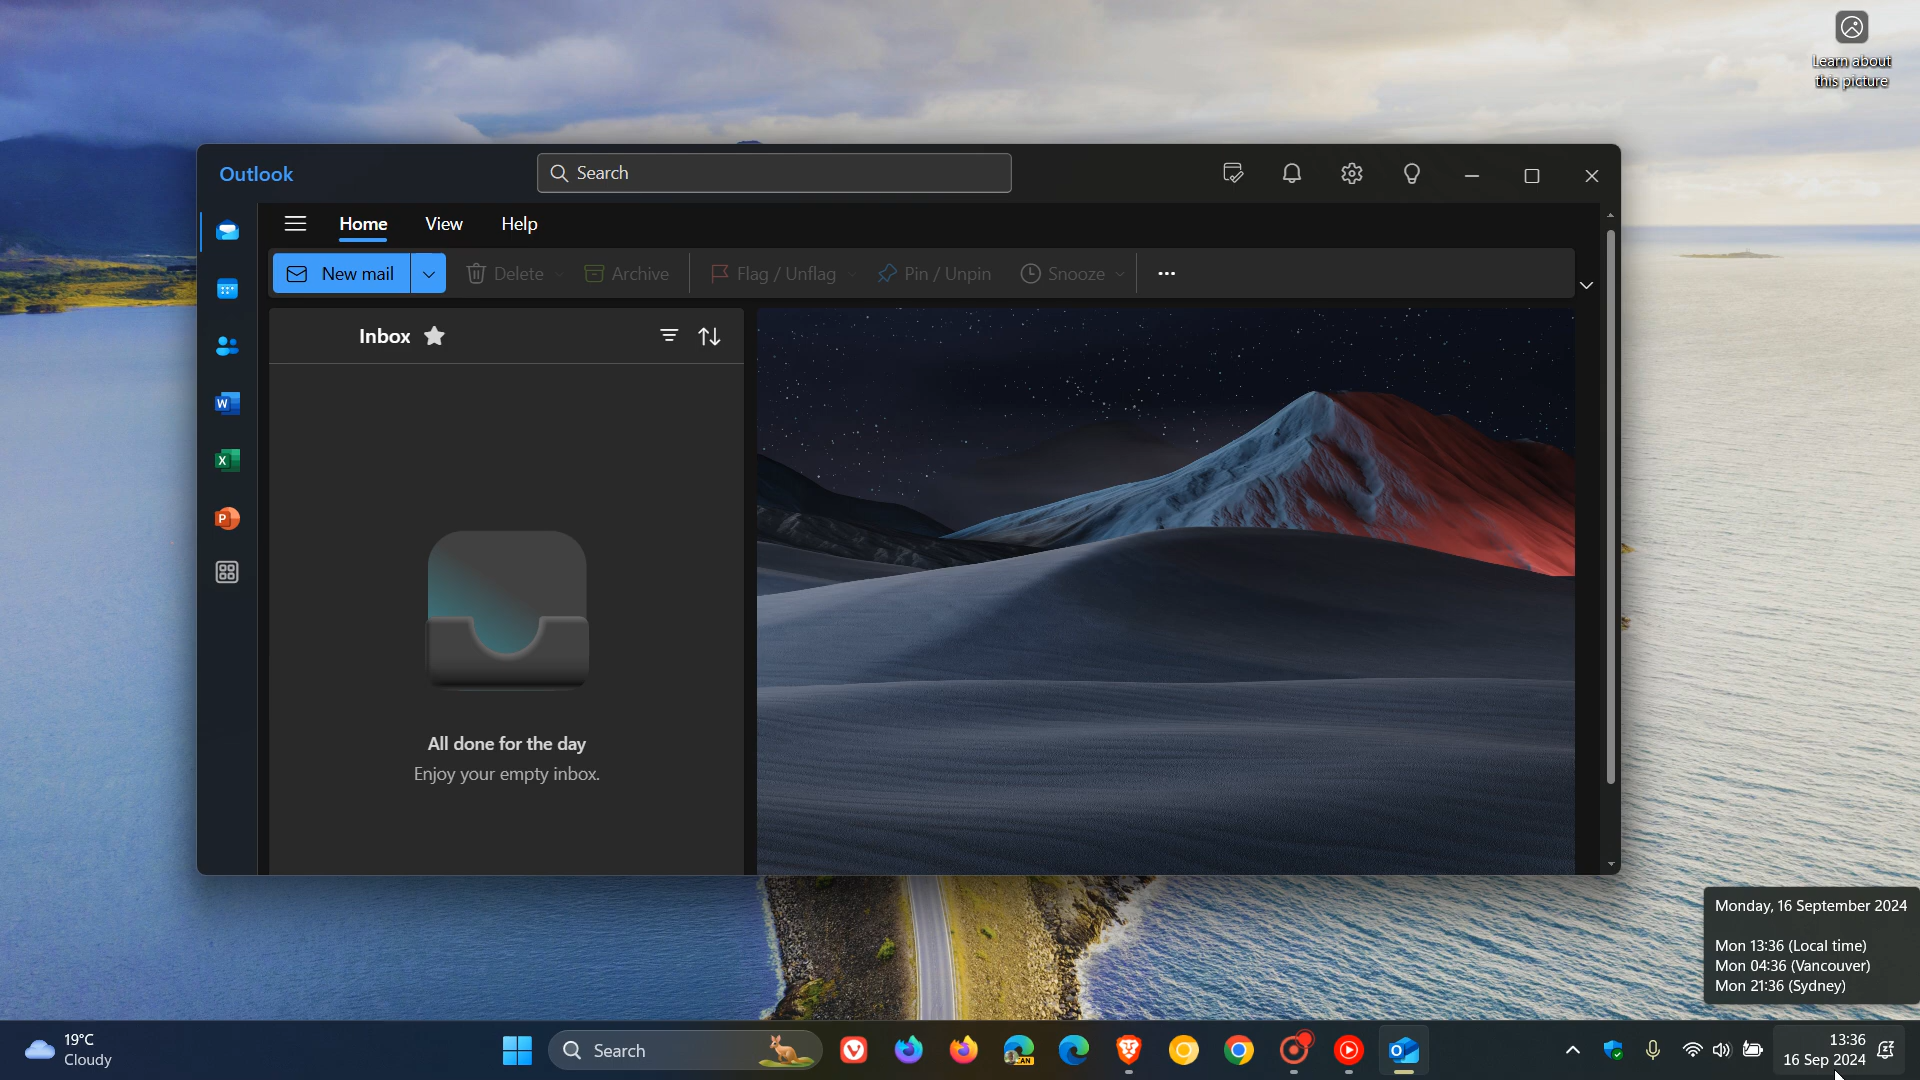 Learn about
this picture
Outlook
Search
Home
View
Help
New mail
Delete
Archive
Flag / Unflag
Pin / Unpin
Snooze
Inbox
All done for the day
Enjoy your empty inbox.
Monday, 16 September 2024
Mon 13:36 (Local time)
Mon 04:36 (Vancouver)
Mon 21:36 (Sydney)
19°C
Cloudy
Search
CAN
13:36
16 Sep 2024